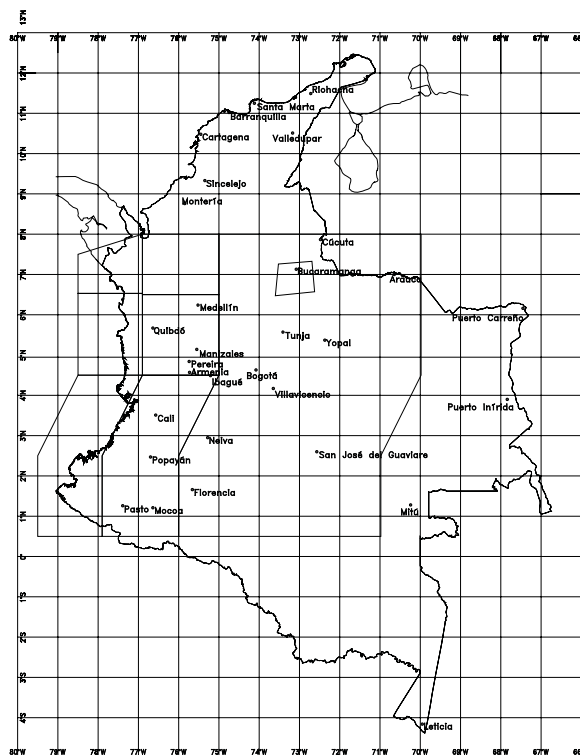 80°W 79°W 78°W 77°W 76°W 75°W 74°W 73°W 72°W 71°W 70°W 69°W 68°W 67°W 66°W
13°N
12°N
11°N
10°N
9°N
8°N
7°N
6°N
5°N
4°N
3°N
2°N
1°N
0°
1°S
2°S
3°S
4°S
Riohacha
Santa Marta
Barranquilla
Cartagena
Valledupar
Sincelejo
Montería
Cúcuta
Bucaramanga
Arauca
Medellín
Puerto Carreño
Quibdó
Tunja
Yopal
Manizales
Pereira
Armenia
Bogotá
Ibagué
Villavicencio
Puerto Inírida
Cali
Neiva
Popayán
San José del Guaviare
Florencia
Pasto
Mocoa
Mitú
Leticia
80°W 79°W 78°W 77°W 76°W 75°W 74°W 73°W 72°W 71°W 70°W 69°W 68°W 67°W 66°W